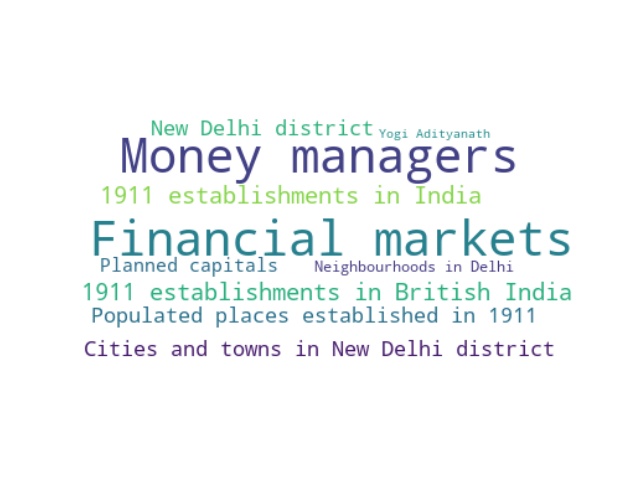 New Delhi district Yogi Adityanath
Money managers
1911 establishments in India
Financial markets
Planned capitals Neighbourhoods in Delhi
1911 establishments in British India
Populated places established in 1911
Cities and towns in New Delhi district